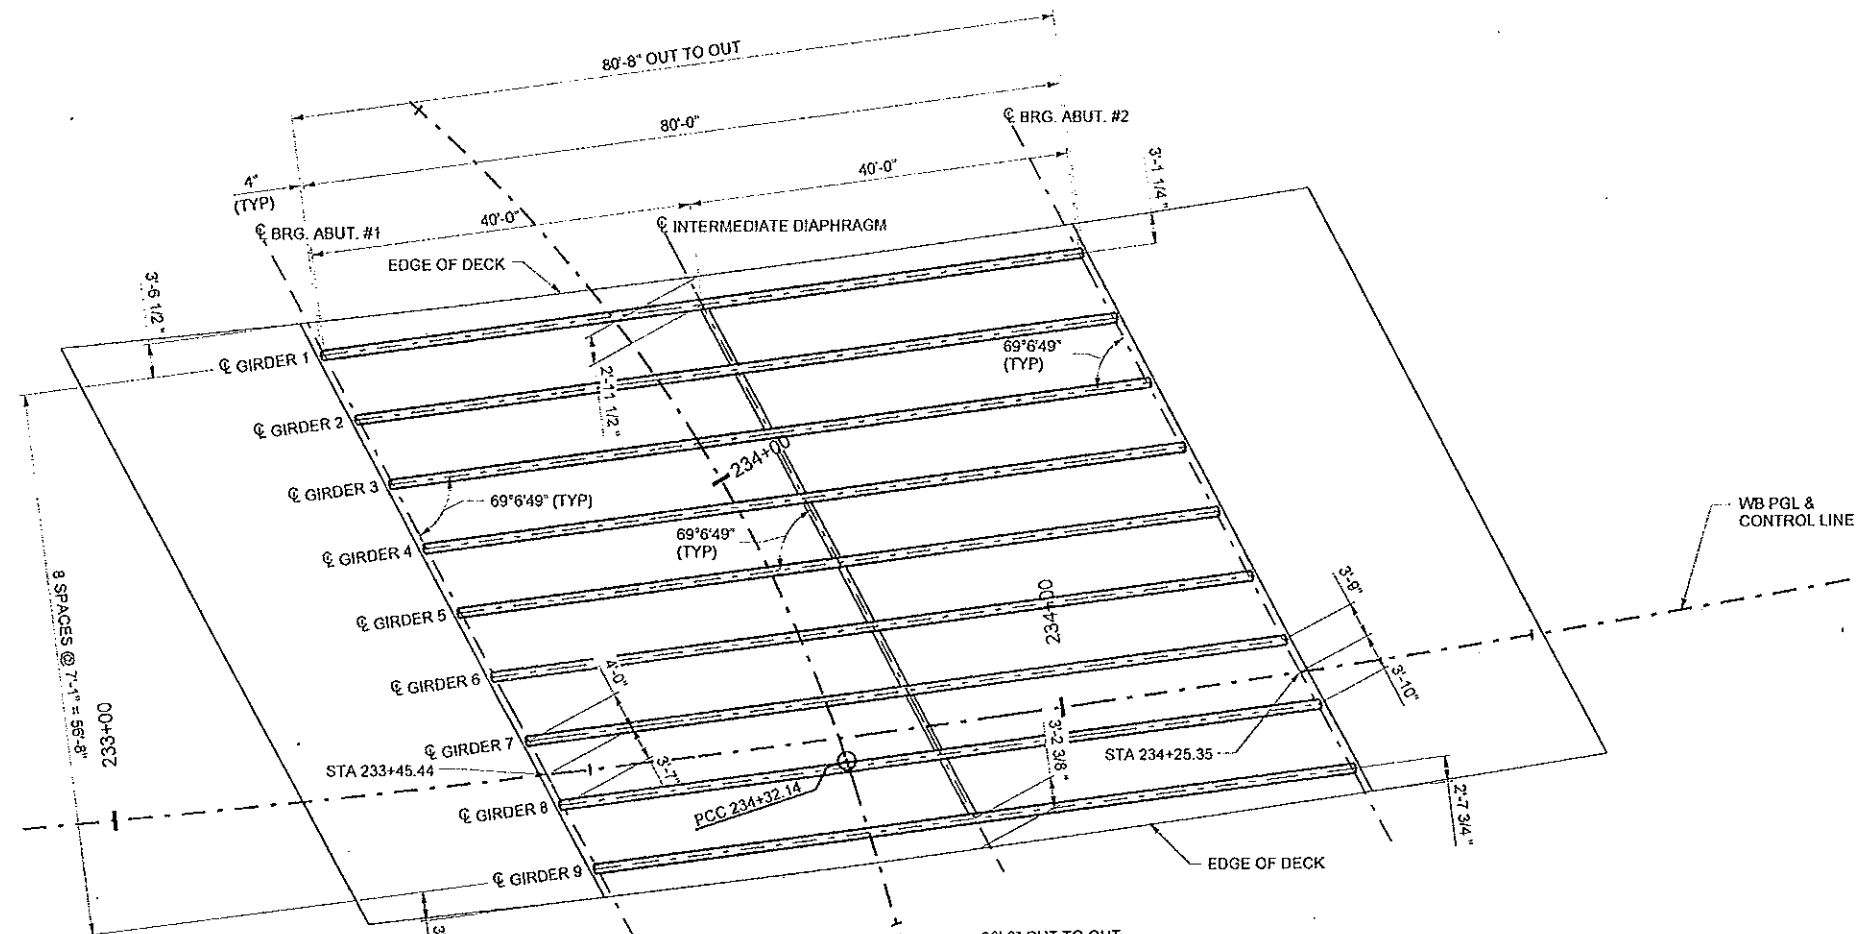 80'-8" OUT TO OUT
80'-0"
℄ BRG. ABUT. #2
40'-0"
3'-1 1/4"
4"
(TYP)
40'-0"
℄ INTERMEDIATE DIAPHRAGM
℄ BRG. ABUT. #1
EDGE OF DECK
3'-6 1/2"
℄ GIRDER 1
2'-11 1/2"
69°6'49"
(TYP)
℄ GIRDER 2
234+00
℄ GIRDER 3
69°6'49" (TYP)
69°6'49"
(TYP)
WB PGL &
CONTROL LINE
℄ GIRDER 4
8 SPACES @ 7'-1" = 56'-8"
℄ GIRDER 5
234+00
3'-9"
℄ GIRDER 6
4'-0"
3'-10"
233+00
℄ GIRDER 7
STA 233+45.44
3'-7"
3'-2 3/8"
STA 234+25.35
℄ GIRDER 8
PCC 234+32.14
2'-7 3/4"
EDGE OF DECK
℄ GIRDER 9
OUT TO OUT